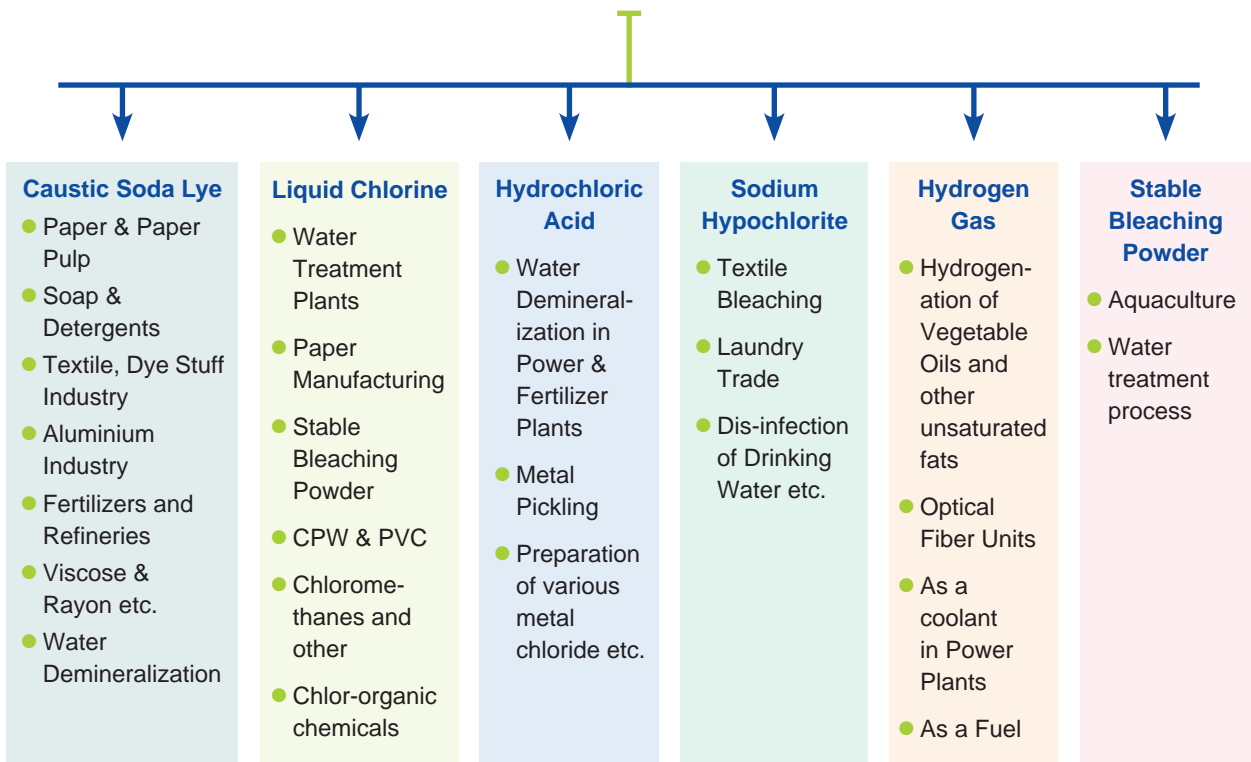 Caustic Soda Lye
Paper & Paper
Pulp
Soap &
Detergents
Textile, Dye Stuff
Industry
Aluminium
Industry
Fertilizers and
Refineries
Viscose &
Rayon etc.
Water
Demineralization
Liquid Chlorine
Water
Treatment
Plants
Paper
Manufacturing
Stable
Bleaching
Powder
CPW & PVC
Chlorome-
thanes and
other
Chlor-organic
chemicals
Hydrochloric
Acid
Water
Demineral-
ization in
Power &
Fertilizer
Plants
Metal
Pickling
Preparation
of various
metal
chloride etc.
Sodium
Hypochlorite
Textile
Bleaching
Laundry
Trade
Dis-infection
of Drinking
Water etc.
Hydrogen
Gas
Hydrogen-
ation of
Vegetable
Oils and
other
unsaturated
fats
Optical
Fiber Units
As a
coolant
in Power
Plants
As a Fuel
Stable
Bleaching
Powder
Aquaculture
Water
treatment
process